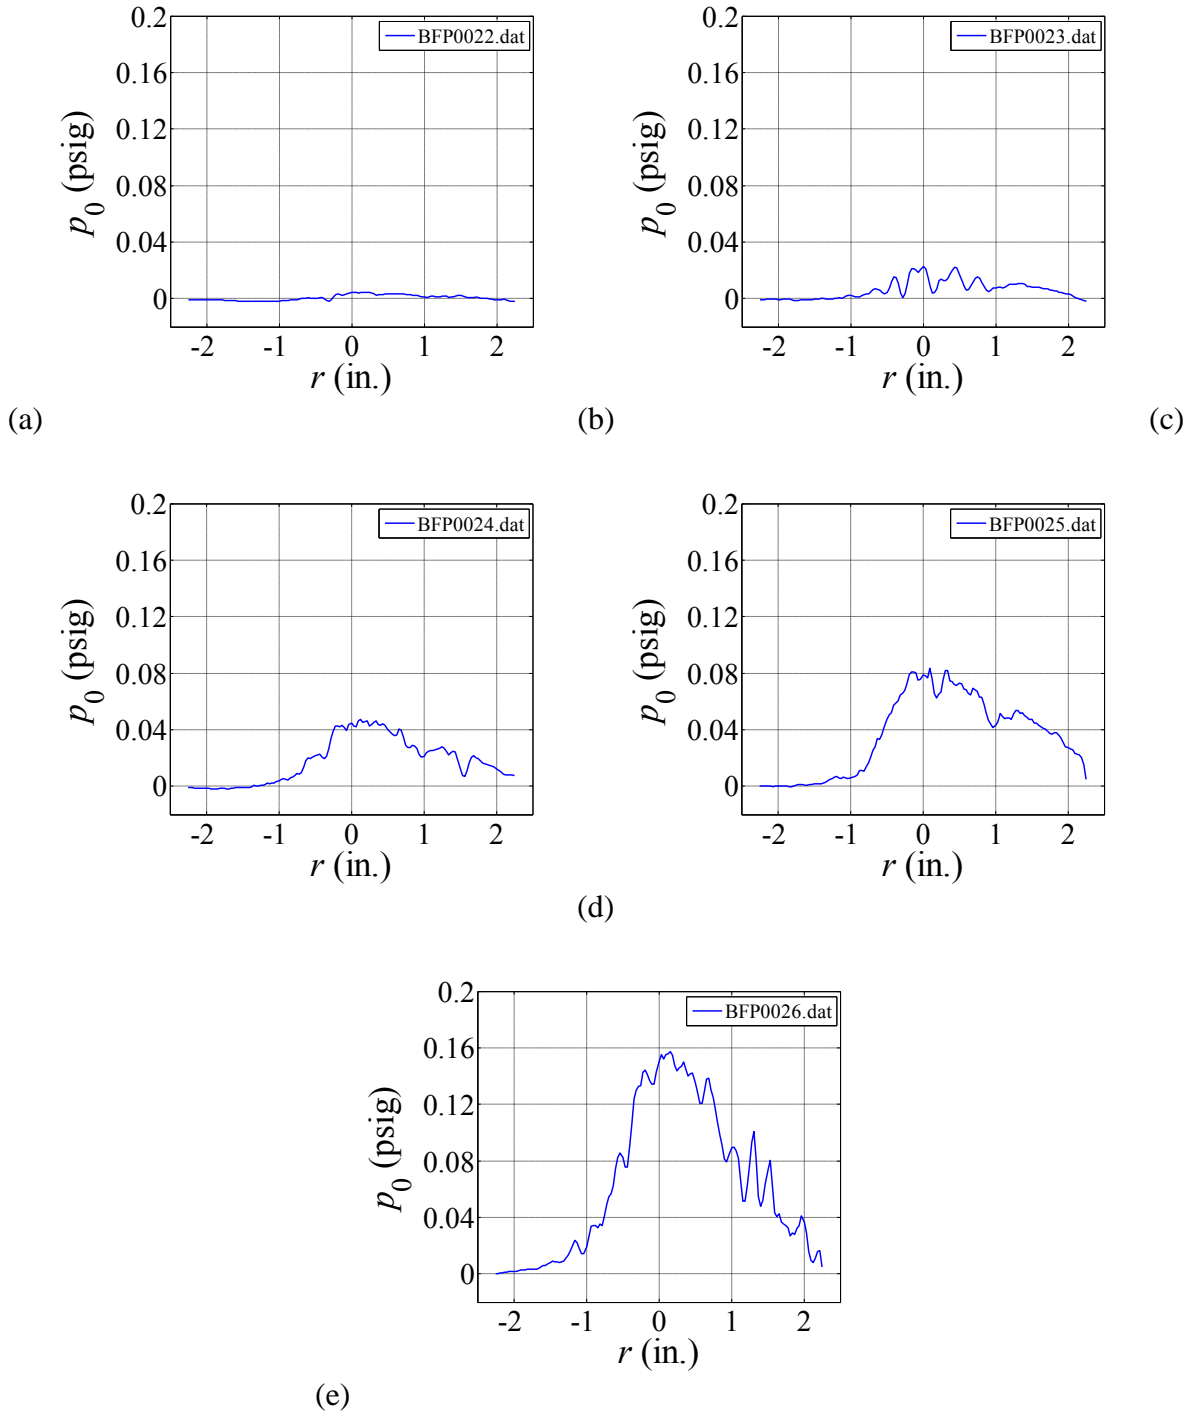 0.2
0.16
0.12
0.08
0.04
0
p0 (psig)
BFP0022.dat
-2 -1 0 1 2
r (in.)
0.2
0.16
0.12
0.08
0.04
0
p0 (psig)
BFP0023.dat
-2 -1 0 1 2
r (in.)
(a) (b) (c)
0.2
0.16
0.12
0.08
0.04
0
p0 (psig)
BFP0024.dat
-2 -1 0 1 2
r (in.)
0.2
0.16
0.12
0.08
0.04
0
p0 (psig)
BFP0025.dat
-2 -1 0 1 2
r (in.)
(d)
0.2
0.16
0.12
0.08
0.04
0
p0 (psig)
BFP0026.dat
-2 -1 0 1 2
r (in.)
(e)